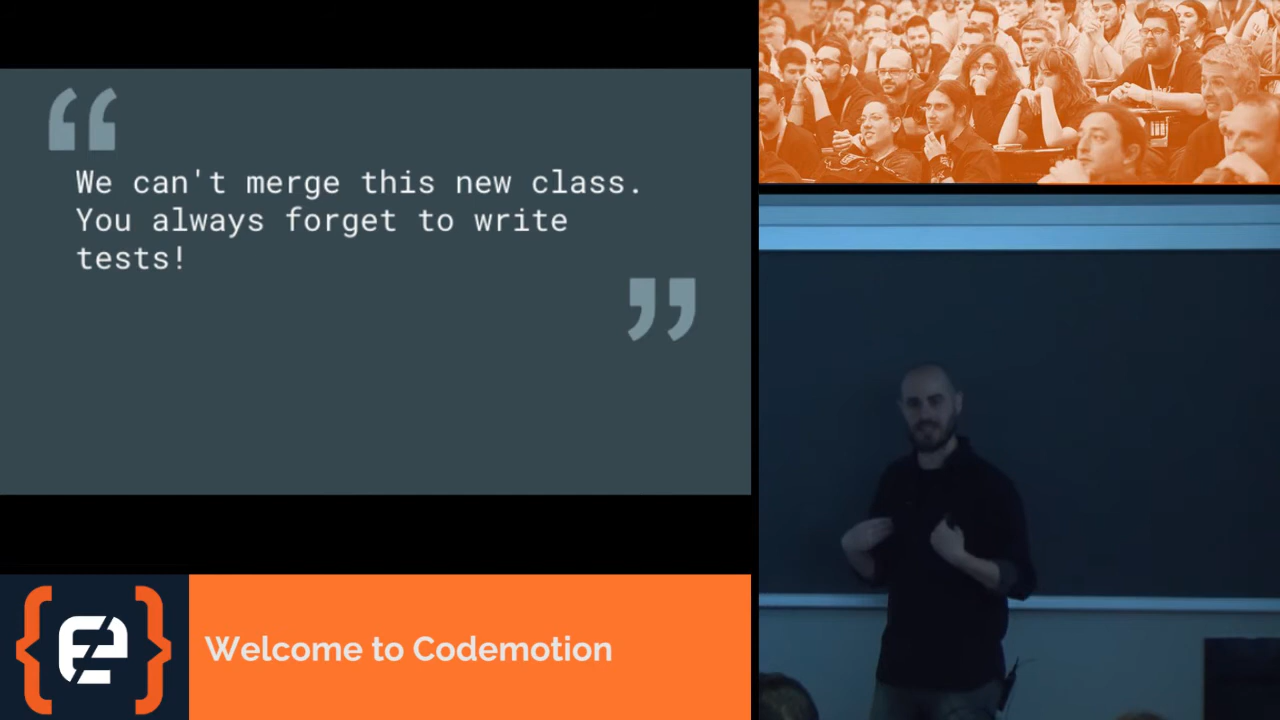 “
We can't merge this new class.
You always forget to write
tests!
”
Welcome to Codemotion